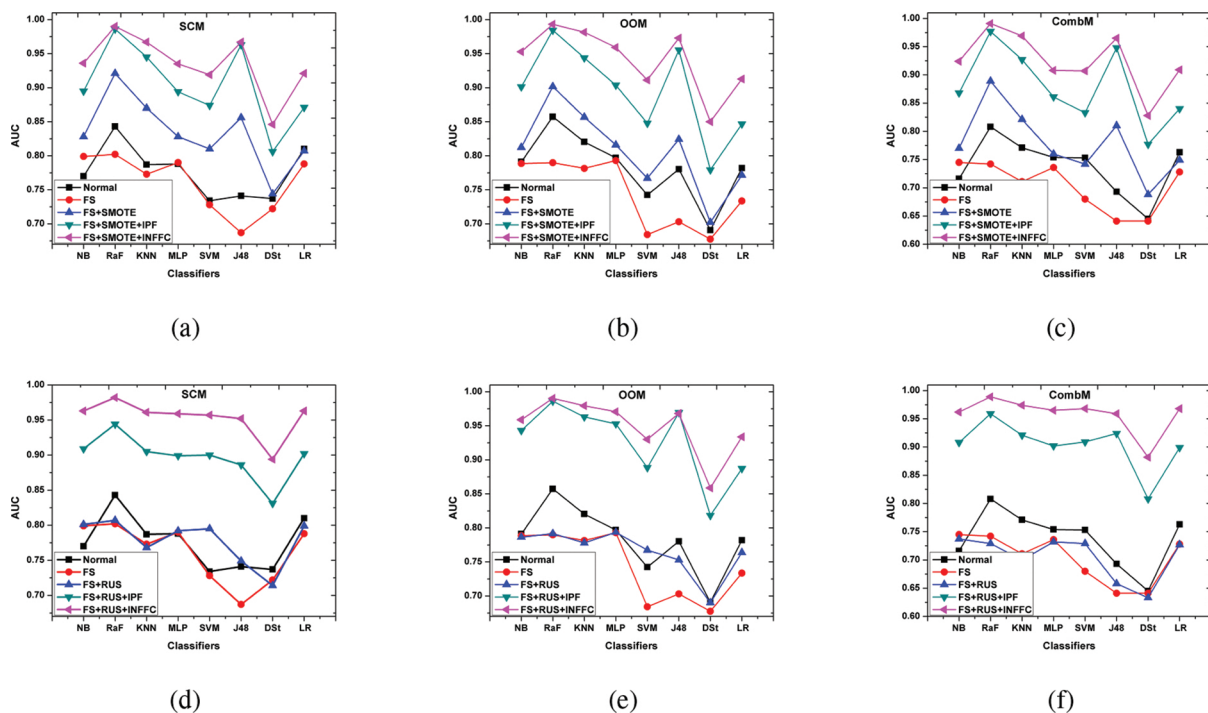 SCM
1.00
0.95
0.90
0.85
0.80
0.75
0.70
AUC
Normal
FS
FS+SMOTE
FS+SMOTE+IPF
FS+SMOTE+INFFC
NB RaF KNN MLP SVM J48 DSt LR
Classifiers
(a)
OOM
1.00
0.95
0.90
0.85
0.80
0.75
0.70
AUC
Normal
FS
FS+SMOTE
FS+SMOTE+IPF
FS+SMOTE+INFFC
NB RaF KNN MLP SVM J48 DSt LR
Classifiers
(b)
CombM
1.00
0.95
0.90
0.85
0.80
0.75
0.70
0.65
0.60
AUC
Normal
FS
FS+SMOTE
FS+SMOTE+IPF
FS+SMOTE+INFFC
NB RaF KNN MLP SVM J48 DSt LR
Classifiers
(c)
SCM
1.00
0.95
0.90
0.85
0.80
0.75
0.70
AUC
Normal
FS
FS+RUS
FS+RUS+IPF
FS+RUS+INFFC
NB RaF KNN MLP SVM J48 DSt LR
Classifiers
(d)
OOM
1.00
0.95
0.90
0.85
0.80
0.75
0.70
AUC
Normal
FS
FS+RUS
FS+RUS+IPF
FS+RUS+INFFC
NB RaF KNN MLP SVM J48 DSt LR
Classifiers
(e)
CombM
1.00
0.95
0.90
0.85
0.80
0.75
0.70
0.65
0.60
AUC
Normal
FS
FS+RUS
FS+RUS+IPF
FS+RUS+INFFC
NB RaF KNN MLP SVM J48 DSt LR
Classifiers
(f)